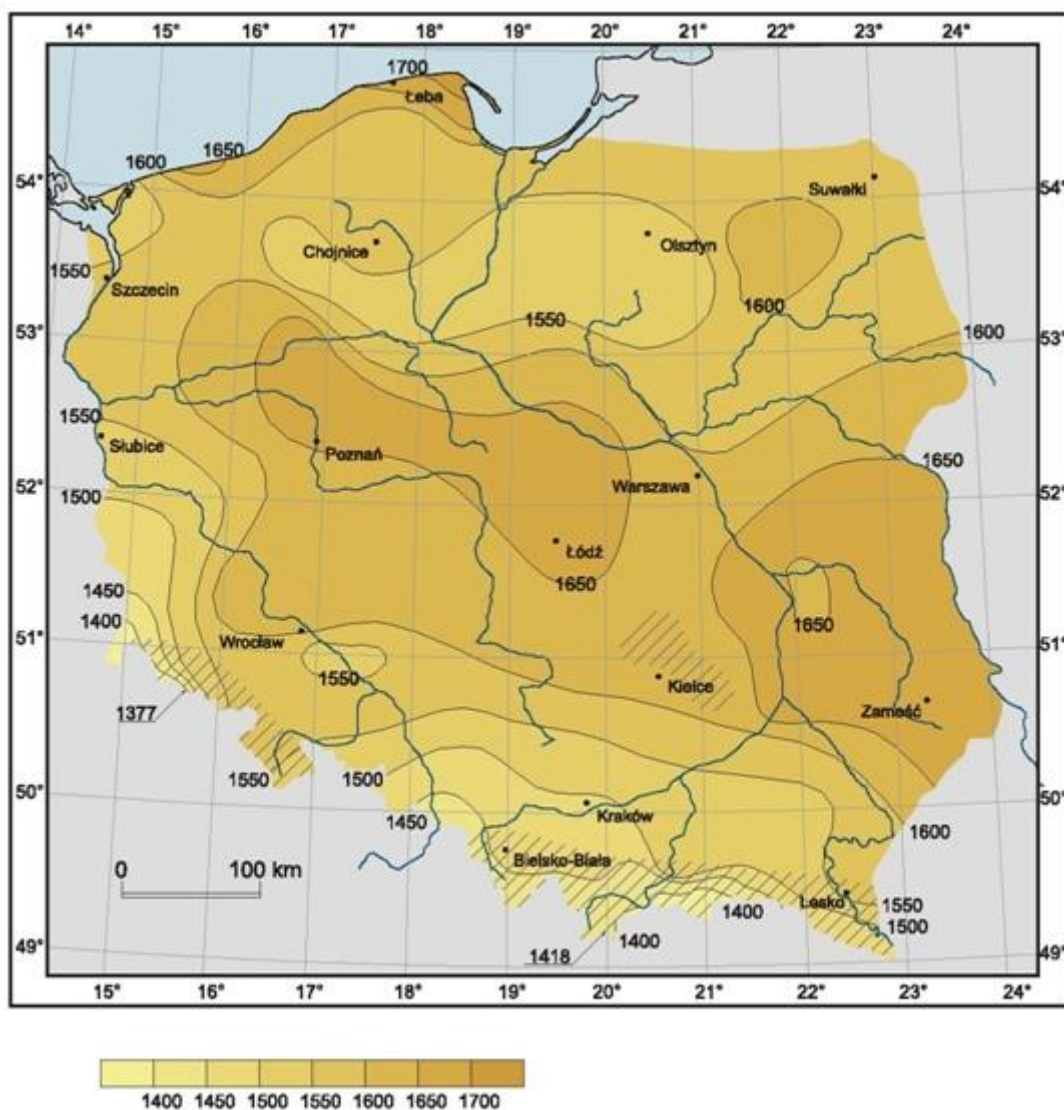 14° 15° 16° 17° 18° 19° 20° 21° 22° 23° 24°
1700
Łeba
1600
1650
54°
54°
Suwałki
Chojnice
Olsztyn
1550
Szczecin
1600
1550
1600
53°
53°
1550
Słubice
Poznań
1650
Warszawa
1500
52°
52°
Łódź
1650
1450
1400
1650
51°
51°
Wrocław
1550
Kielce
1377
Zamość
1550
1500
50°
50°
1450
Kraków
1600
0 100 km
Bielsko-Biała
Lesko
1550
1400
1500
49°
49°
1418
1400
15° 16° 17° 18° 19° 20° 21° 22° 23° 24°
1400 1450 1500 1550 1600 1650 1700